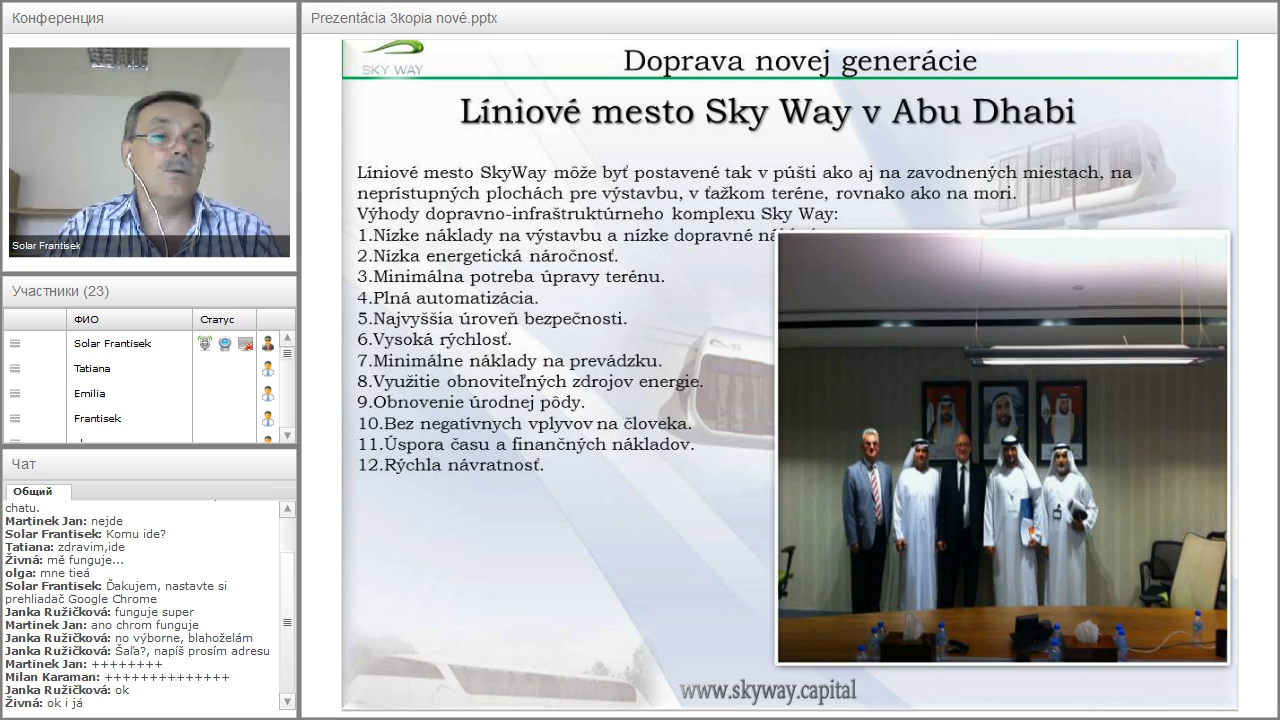 Конференция
Solar Frantisek
Участники (23)
ФИО
Статус
Solar Frantisek
Tatiana
Emilia
Frantisek
Чат
Общий
chatu.
Martinek Jan: nejde
Solar Frantisek: Komu ide?
Tatiana: zdravim,ide
Živná: mě funguje...
olga: mne tieá
Solar Frantisek: Ďakujem, nastavte si
prehliadač Google Chrome
Janka Ružičková: funguje super
Martinek Jan: ano chrom funguje
Janka Ružičková: no výborne, blahoželám
Janka Ružičková: Šaľa?, napíš prosím adresu
Martinek Jan: ++++++++
Milan Karaman: ++++++++++++++
Janka Ružičková: ok
Živná: ok i já
Prezentácia 3kopia nové.pptx
SKY WAY
Doprava novej generácie
Líniové mesto Sky Way v Abu Dhabi
Líniové mesto SkyWay môže byť postavené tak v púšti ako aj na zavodnených miestach, na
neprístupných plochách pre výstavbu, v ťažkom teréne, rovnako ako na mori.
Výhody dopravno-infraštruktúrneho komplexu Sky Way:
1.Nízke náklady na výstavbu a nízke dopravné
2.Nízka energetická náročnosť.
3.Minimálna potreba úpravy terénu.
4.Plná automatizácia.
5.Najvyššia úroveň bezpečnosti.
6.Vysoká rýchlosť.
7.Minimálne náklady na prevádzku.
8.Využitie obnoviteľných zdrojov energie.
9.Obnovenie úrodnej pôdy.
10.Bez negatívnych vplyvov na človeka.
11.Úspora času a finančných nákladov.
12.Rýchla návratnosť.
www.skyway.capital